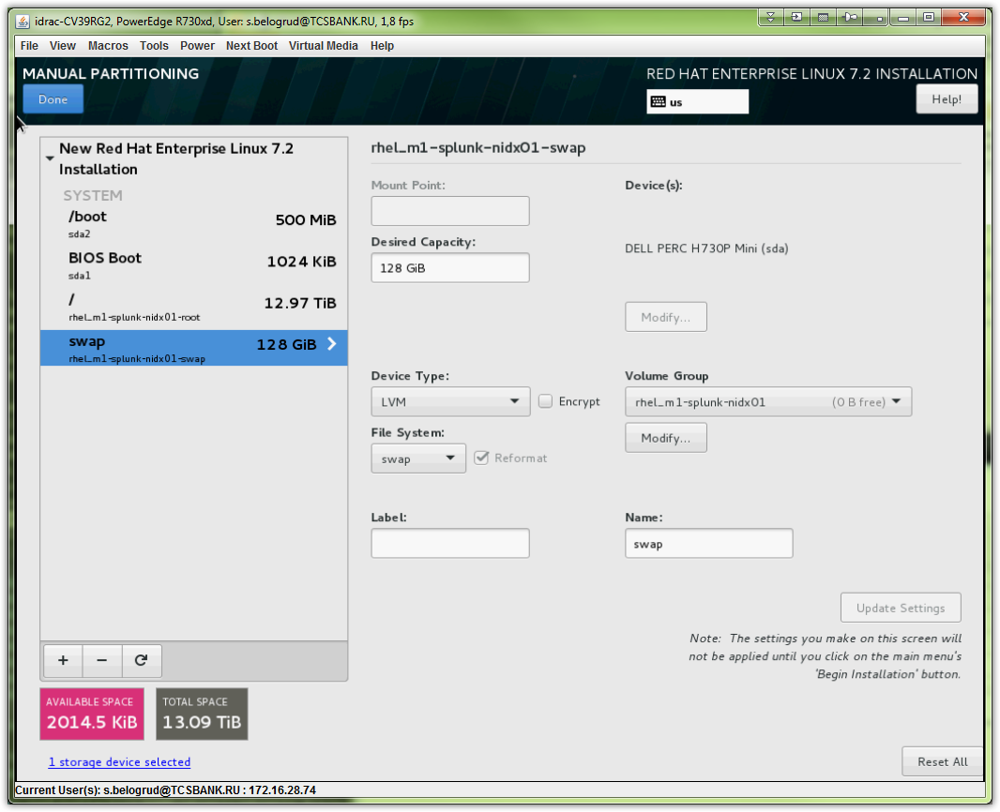 idrac-CV39RG2, PowerEdge R730xd, User: s.belogrud@TCSBANK.RU, 1,8 fps
File View Macros Tools Power Next Boot Virtual Media Help
MANUAL PARTITIONING
RED HAT ENTERPRISE LINUX 7.2 INSTALLATION
Done
us
Help!
New Red Hat Enterprise Linux 7.2
Installation
SYSTEM
/boot 500 MiB
sda2
BIOS Boot 1024 KiB
sda1
/ 12.97 TiB
rhel_m1-splunk-nidx01-root
swap 128 GiB
rhel_m1-splunk-nidx01-swap
rhel_m1-splunk-nidx01-swap
Mount Point:
Device(s):
Desired Capacity:
128 GiB
DELL PERC H730P Mini (sda)
Modify...
Device Type:
Volume Group
LVM
Encrypt
rhel_m1-splunk-nidx01 (0 B free)
File System:
Modify...
swap
Reformat
Label:
Name:
swap
Update Settings
Note: The settings you make on this screen will
not be applied until you click on the main menu's
'Begin Installation' button.
+ −
AVAILABLE SPACE
2014.5 KiB
TOTAL SPACE
13.09 TiB
1 storage device selected
Reset All
Current User(s): s.belogrud@TCSBANK.RU : 172.16.28.74